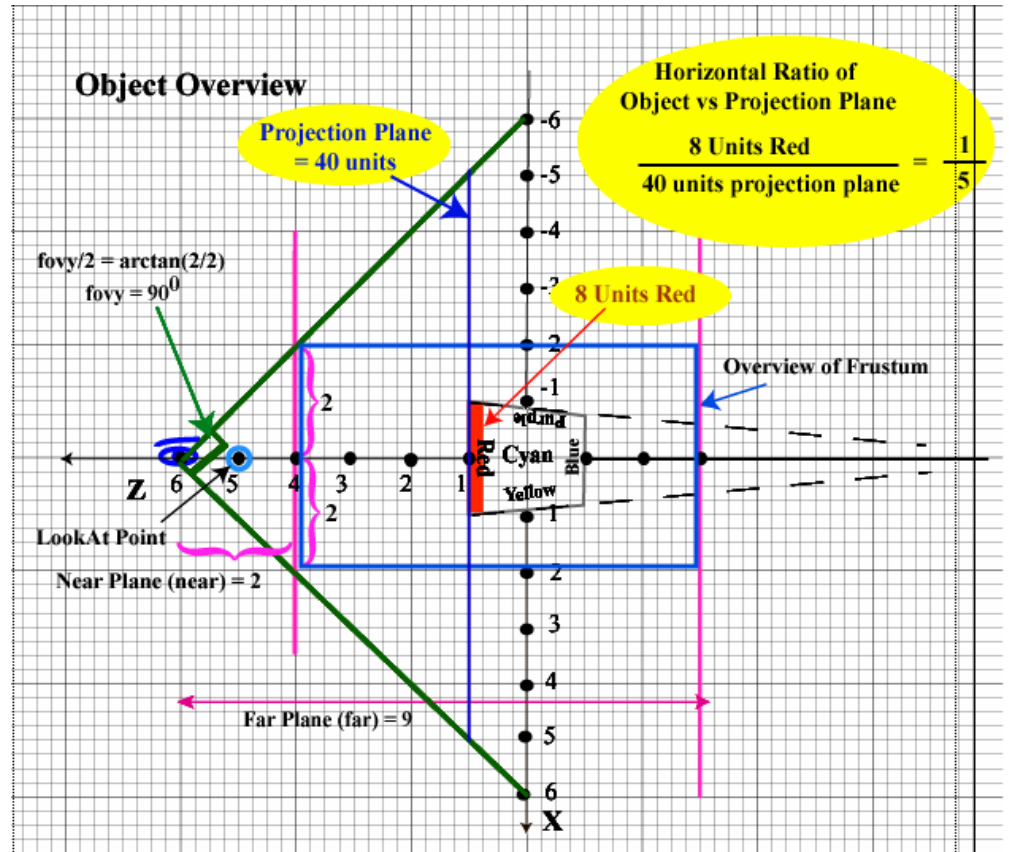 Object Overview
Projection Plane
= 40 units
Horizontal Ratio of
Object vs Projection Plane
8 Units Red
40 units projection plane
=
1
5
-6
-5
-4
-3
8 Units Red
fovy/2 = arctan(2/2)
fovy = 90⁰
2
-1
Overview of Frustum
2
Purple
Red
Cyan
Blue
Yellow
Z
6
5
4
3
2
1
LookAt Point
2
1
2
Near Plane (near) = 2
3
4
Far Plane (far) = 9
5
6
X